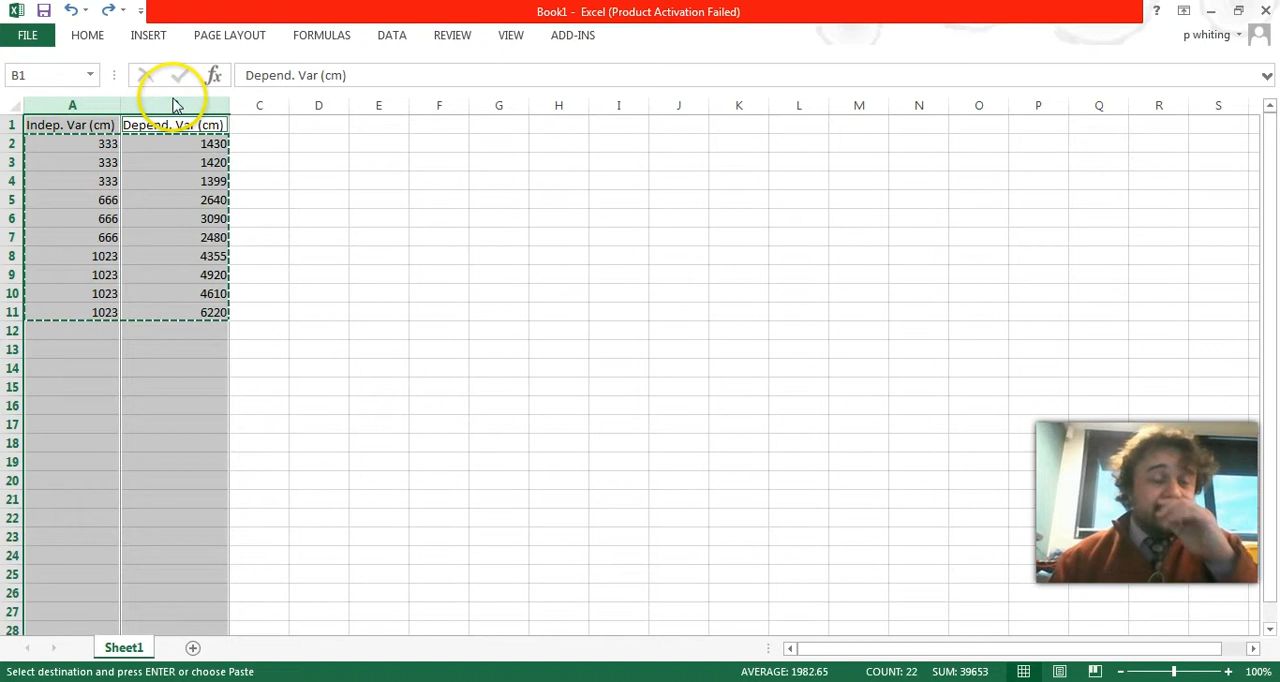 Book1 - Excel (Product Activation Failed)
FILE HOME INSERT PAGE LAYOUT FORMULAS DATA REVIEW VIEW ADD-INS p whiting
B1 fx Depend. Var (cm)
A C D E F G H I J K L M N O P Q R S
1 Indep. Var (cm) Depend. Var (cm)
2 333 1430
3 333 1420
4 333 1399
5 666 2640
6 666 3090
7 666 2480
8 1023 4355
9 1023 4920
10 1023 4610
11 1023 6220
12
13
14
15
16
17
18
19
20
21
22
23
24
25
26
27
28
Sheet1
Select destination and press ENTER or choose Paste AVERAGE: 1982.65 COUNT: 22 SUM: 39653 100%